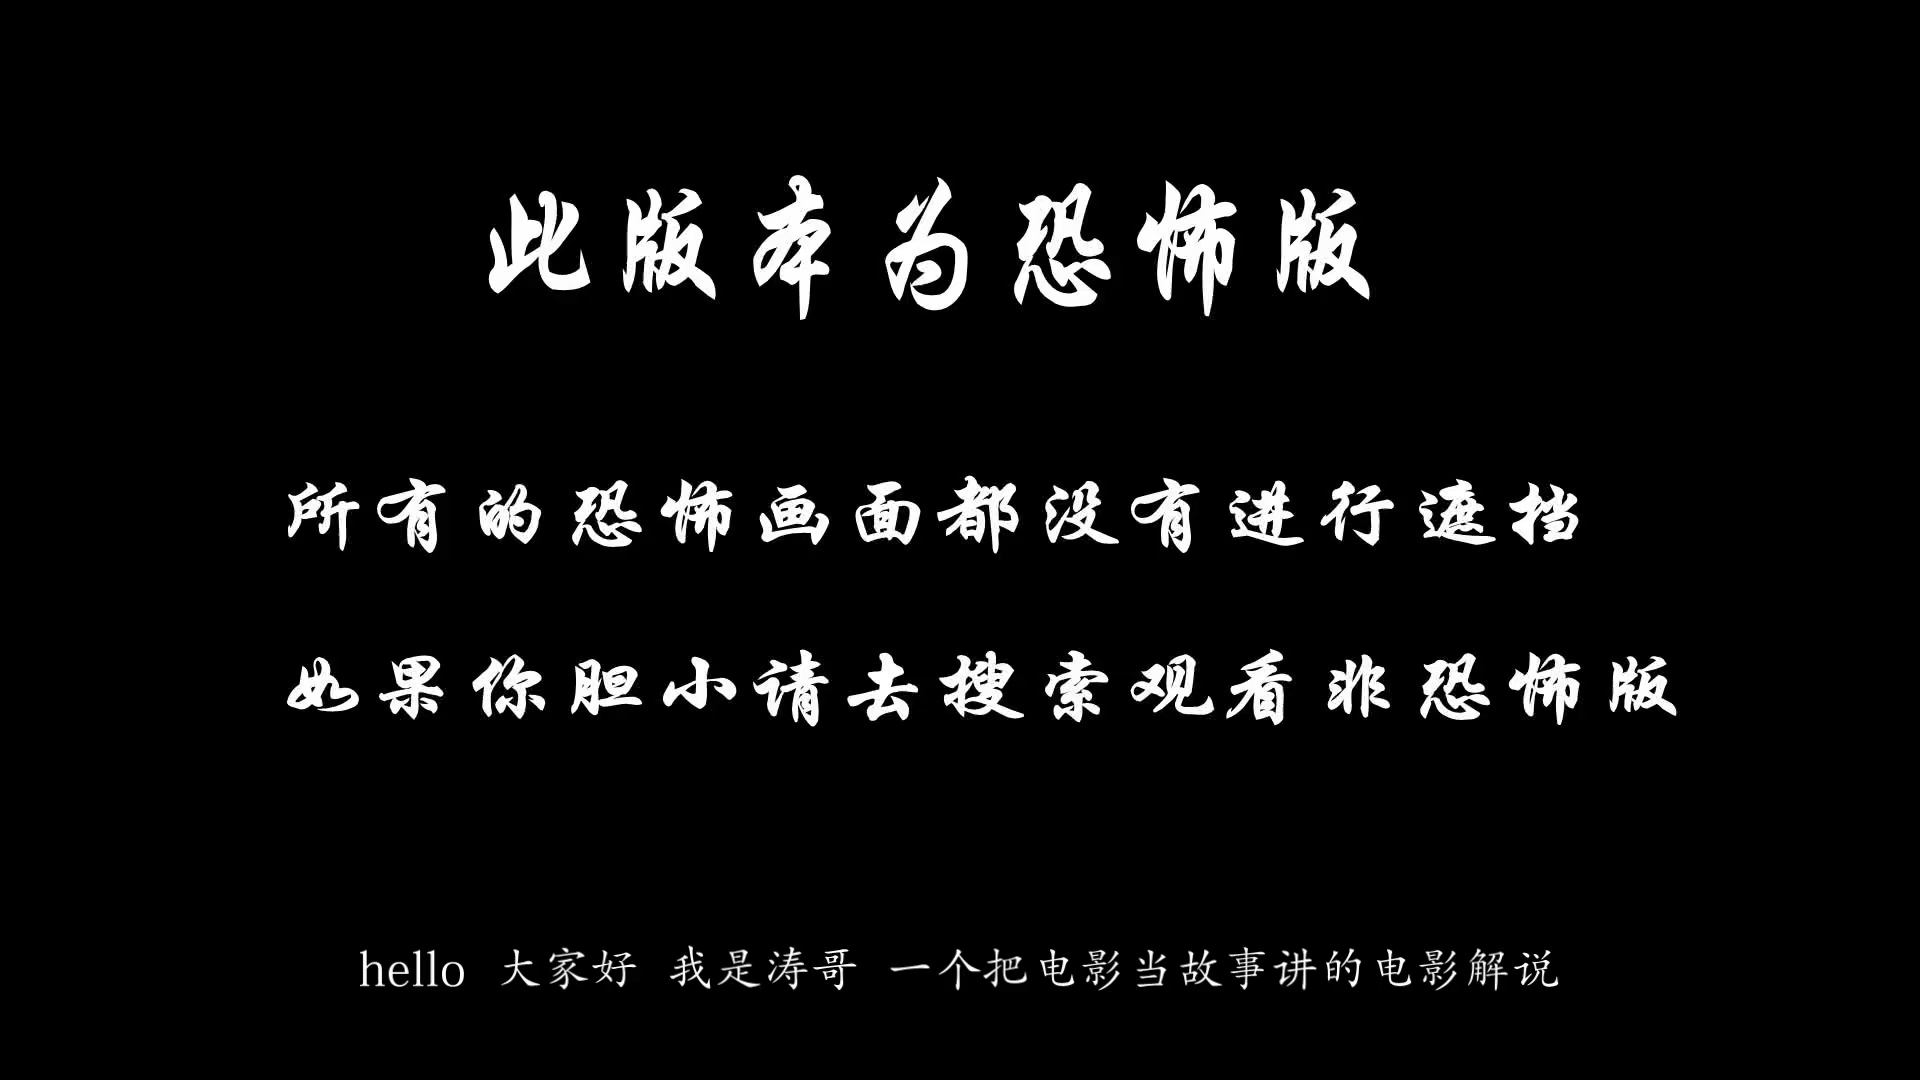 此版本为恐怖版
所有的恐怖画面都没有进行遮挡
如果你胆小请去搜索观看非恐怖版
hello 大家好 我是涛哥 一个把电影当故事讲的电影解说